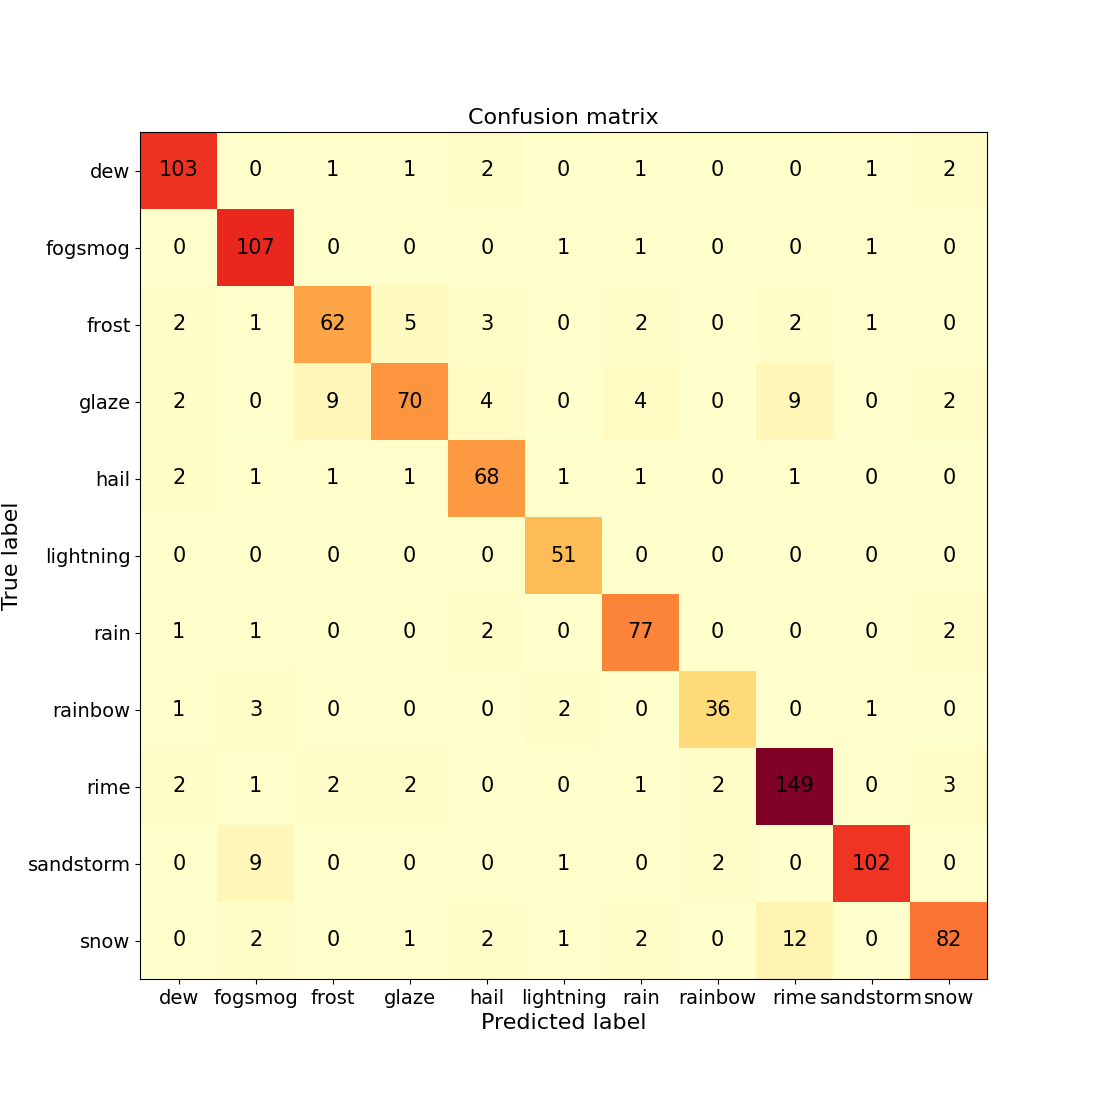 Confusion matrix
dew 103 0 1 1 2 0 1 0 0 1 2
fogsmog 0 107 0 0 0 1 1 0 0 1 0
frost 2 1 62 5 3 0 2 0 2 1 0
glaze 2 0 9 70 4 0 4 0 9 0 2
hail 2 1 1 1 68 1 1 0 1 0 0
lightning 0 0 0 0 0 51 0 0 0 0 0
rain 1 1 0 0 2 0 77 0 0 0 2
rainbow 1 3 0 0 0 2 0 36 0 1 0
rime 2 1 2 2 0 0 1 2 149 0 3
sandstorm 0 9 0 0 0 1 0 2 0 102 0
snow 0 2 0 1 2 1 2 0 12 0 82
dew fogsmog frost glaze hail lightning rain rainbow rime sandstorm snow
Predicted label
True label